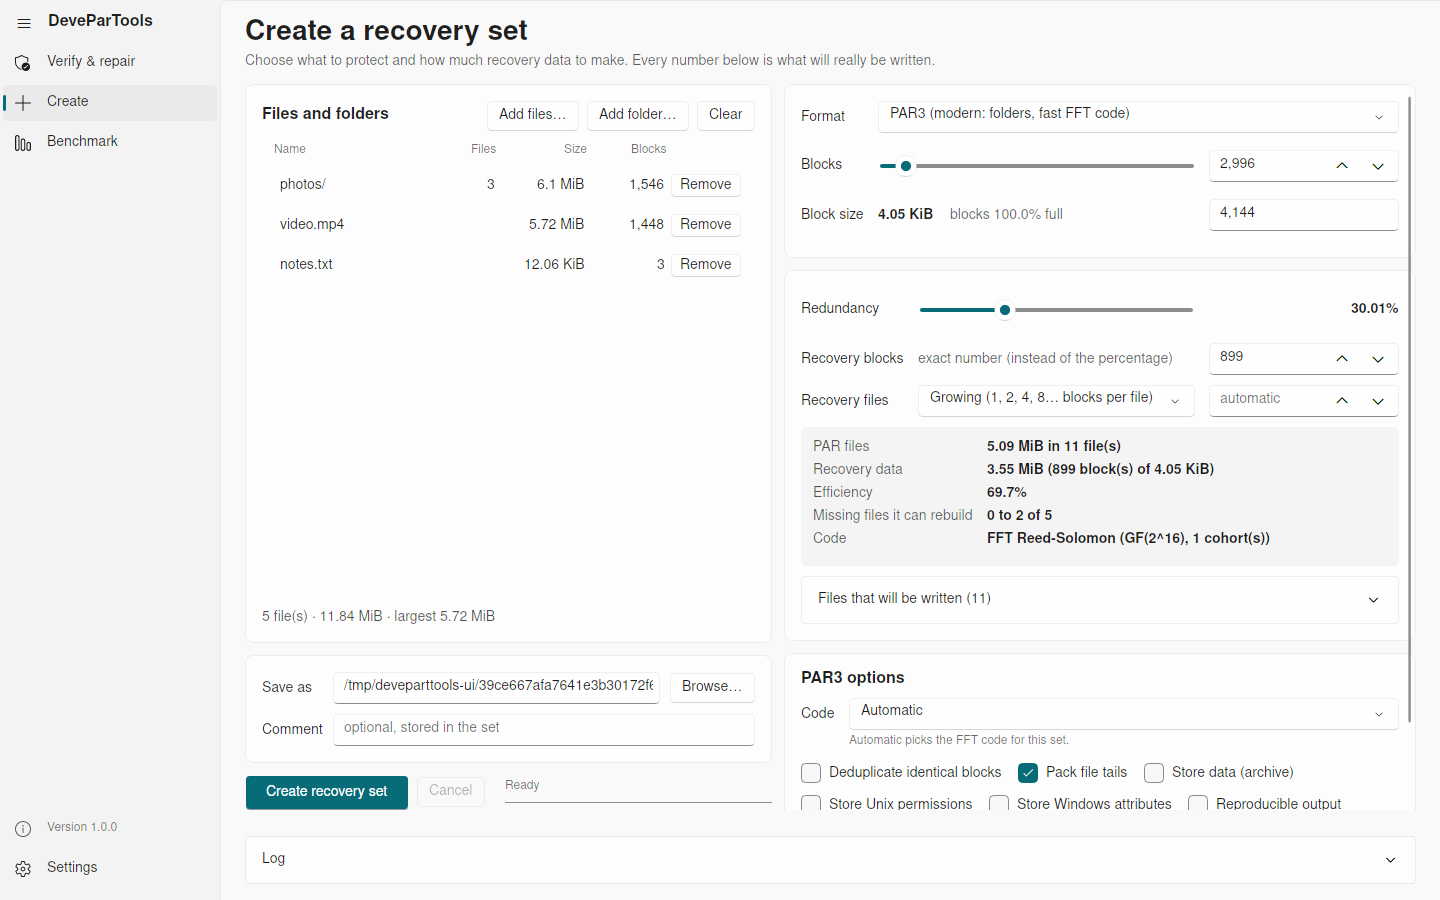 DeveParTools
Verify & repair
Create
Benchmark
Version 1.0.0
Settings
Create a recovery set
Choose what to protect and how much recovery data to make. Every number below is what will really be written.
Files and folders
Add files...
Add folder...
Clear
Name Files Size Blocks
photos/ 3 6.1 MiB 1,546 Remove
video.mp4 5.72 MiB 1,448 Remove
notes.txt 12.06 KiB 3 Remove
5 file(s) · 11.84 MiB · largest 5.72 MiB
Save as /tmp/deveparttools-ui/39ce667afa7641e3b30172f6 Browse...
Comment optional, stored in the set
Create recovery set Cancel Ready
Format PAR3 (modern: folders, fast FFT code)
Blocks 2,996
Block size 4.05 KiB blocks 100.0% full 4,144
Redundancy 30.01%
Recovery blocks exact number (instead of the percentage) 899
Recovery files Growing (1, 2, 4, 8... blocks per file) automatic
PAR files 5.09 MiB in 11 file(s)
Recovery data 3.55 MiB (899 block(s) of 4.05 KiB)
Efficiency 69.7%
Missing files it can rebuild 0 to 2 of 5
Code FFT Reed-Solomon (GF(2^16), 1 cohort(s))
Files that will be written (11)
PAR3 options
Code Automatic
Automatic picks the FFT code for this set.
Deduplicate identical blocks Pack file tails Store data (archive)
Store Unix permissions Store Windows attributes Reproducible output
Log